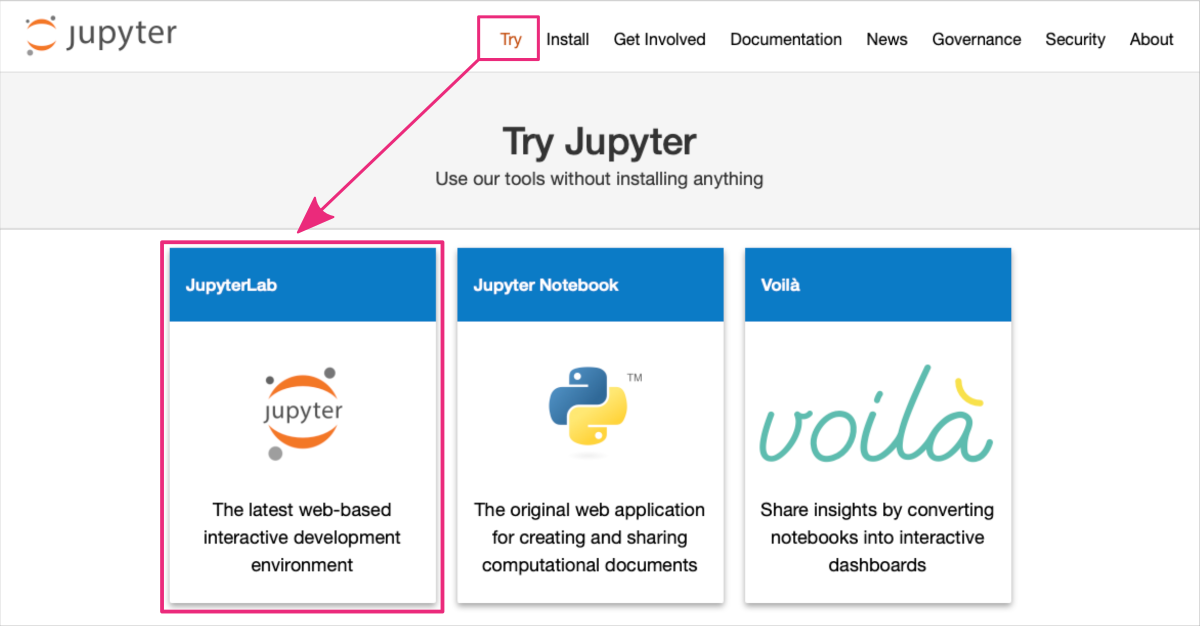 jupyter
Try Install Get Involved Documentation News Governance Security About
Try Jupyter
Use our tools without installing anything
JupyterLab
jupyter
The latest web-based
interactive development
environment
Jupyter Notebook
TM
The original web application
for creating and sharing
computational documents
Voilà
voilà
Share insights by converting
notebooks into interactive
dashboards